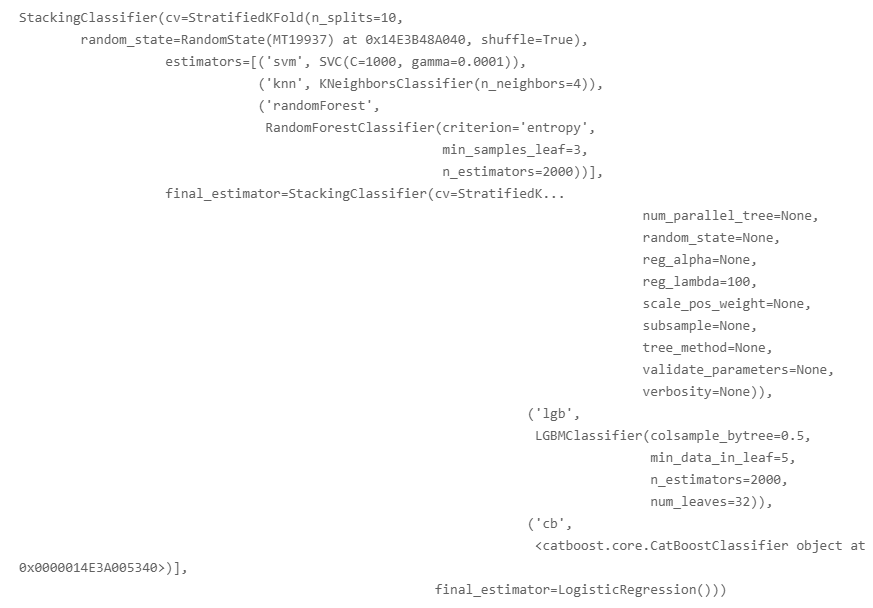 StackingClassifier(cv=StratifiedKFold(n_splits=10,
random_state=RandomState(MT19937) at 0x14E3B48A040, shuffle=True),
estimators=[('svm', SVC(C=1000, gamma=0.0001)),
('knn', KNeighborsClassifier(n_neighbors=4)),
('randomForest',
RandomForestClassifier(criterion='entropy',
min_samples_leaf=3,
n_estimators=2000))],
final_estimator=StackingClassifier(cv=StratifiedK...
num_parallel_tree=None,
random_state=None,
reg_alpha=None,
reg_lambda=100,
scale_pos_weight=None,
subsample=None,
tree_method=None,
validate_parameters=None,
verbosity=None)),
('lgb',
LGBMClassifier(colsample_bytree=0.5,
min_data_in_leaf=5,
n_estimators=2000,
num_leaves=32)),
('cb',
<catboost.core.CatBoostClassifier object at
0x0000014E3A005340>)],
final_estimator=LogisticRegression()))